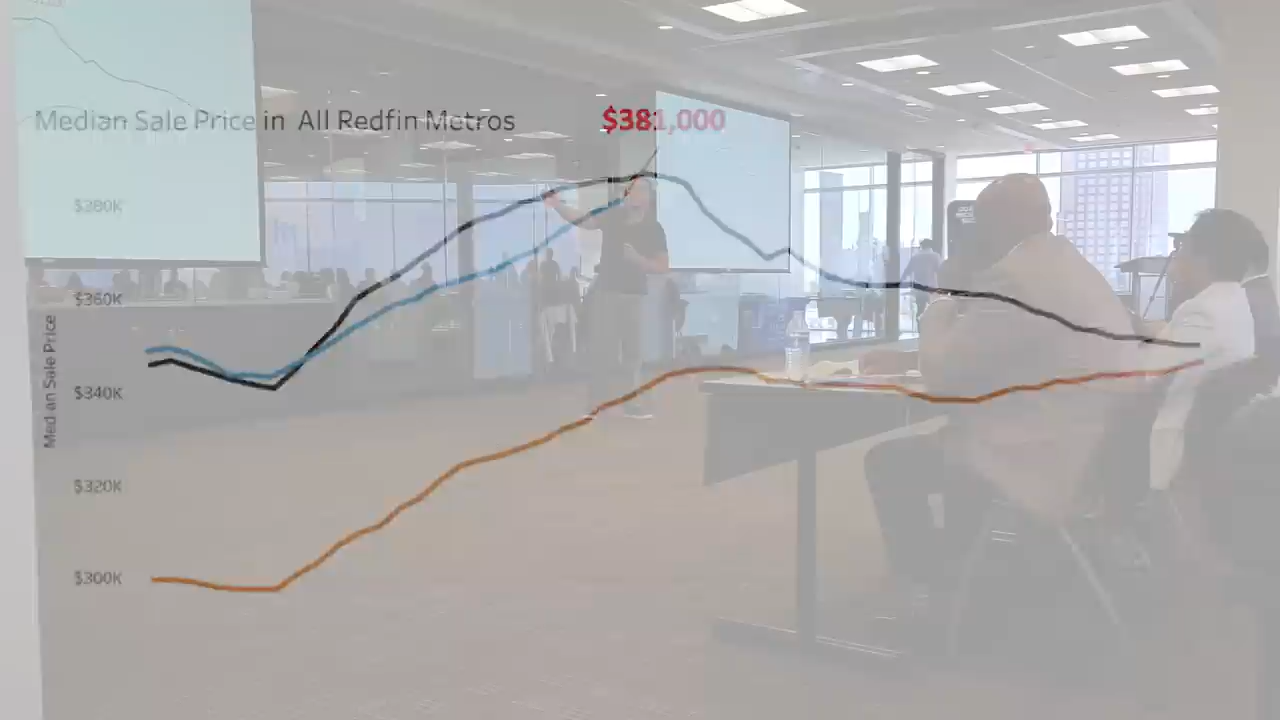 Median Sale Price in All Redfin Metros
$381,000
$380K
$360K
Median Sale Price
$340K
$320K
$300K